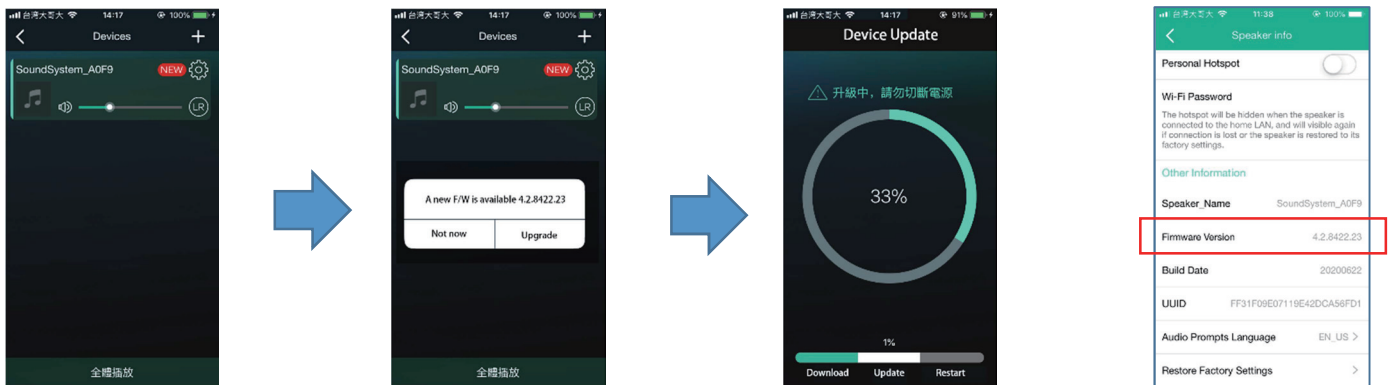 台灣大哥大 14:17 100%
Devices
SoundSystem_A0F9 NEW
LR
全體播放
台灣大哥大 14:17 100%
Devices
SoundSystem_A0F9 NEW
LR
A new F/W is available 4.2.8422.23
Not now Upgrade
全體播放
台灣大哥大 14:17 91%
Device Update
升級中，請勿切斷電源
33%
1%
Download Update Restart
台灣大哥大 11:38 100%
Speaker info
Personal Hotspot
Wi-Fi Password
The hotspot will be hidden when the speaker is
connected to the home LAN, and will visible again
if connection is lost or the speaker is restored to its
factory settings.
Other Information
Speaker_Name SoundSystem_A0F9
Firmware Version 4.2.8422.23
Build Date 20200622
UUID FF31F09E07119E42DCA56FD1
Audio Prompts Language EN_US >
Restore Factory Settings >